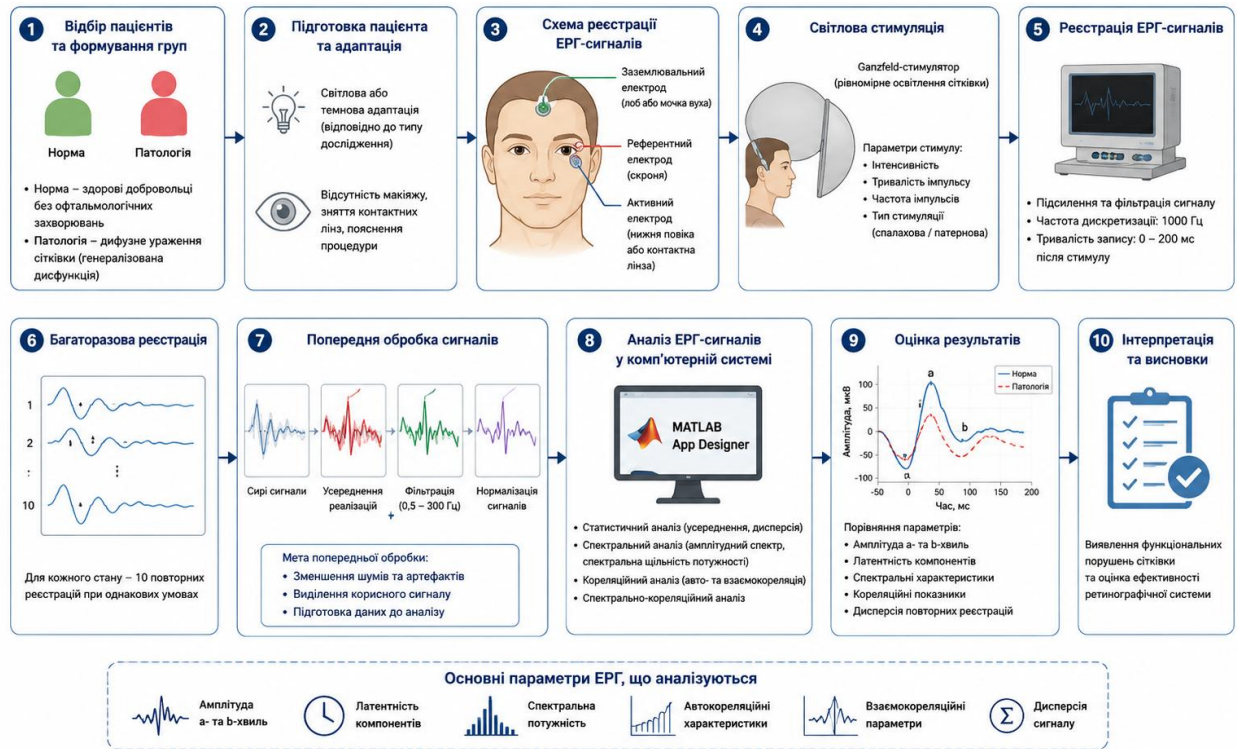 1 Відбір пацієнтів
та формування груп
Норма
Патологія
• Норма – здорові добровольці
без офтальмологічних
захворювань
• Патологія – дифузне ураження
сітківки (генералізована
дисфункція)
2 Підготовка пацієнта
та адаптація
Світлова або
темнова адаптація
(відповідно до типу
дослідження)
Відсутність макіяжу,
зняття контактних
лінз, пояснення
процедури
3 Схема реєстрації
ЕРГ-сигналів
Заземлювальний
електрод
(лоб або мочка вуха)
Референтний
електрод
(скроня)
Активний
електрод
(нижня повіка
або контактна
лінза)
4 Світлова стимуляція
Ganzfeld-стимулятор
(рівномірне освітлення сітківки)
Параметри стимулу:
• Інтенсивність
• Тривалість імпульсу
• Частота імпульсів
• Тип стимуляції
(спалахова / патернова)
5 Реєстрація ЕРГ-сигналів
• Підсилення та фільтрація сигналу
• Частота дискретизації: 1000 Гц
• Тривалість запису: 0 – 200 мс
після стимулу
6 Багаторазова реєстрація
1
2
:
10
Для кожного стану – 10 повторних
реєстрацій при однакових умовах
7 Попередня обробка сигналів
Сирі сигнали
Усереднення
реалізацій
Фільтрація
(0,5 – 300 Гц)
Нормалізація
сигналів
Мета попередньої обробки:
• Зменшення шумів та артефактів
• Виділення корисного сигналу
• Підготовка даних до аналізу
8 Аналіз ЕРГ-сигналів
у комп'ютерній системі
MATLAB
App Designer
• Статистичний аналіз (усереднення, дисперсія)
• Спектральний аналіз (амплітудний спектр,
спектральна щільність потужності)
• Кореляційний аналіз (авто- та взаємокореляція)
• Спектрально-кореляційний аналіз
9 Оцінка результатів
Амплітуда, мкВ
100
50
0
-50
-100
a
b
α
Норма
Патологія
-50 0 50 100 150 200
Час, мс
Порівняння параметрів:
• Амплітуда a- та b-хвиль
• Латентність компонентів
• Спектральні характеристики
• Кореляційні показники
• Дисперсія повторних реєстрацій
10 Інтерпретація
та висновки
Виявлення функціональних
порушень сітківки
та оцінка ефективності
ретинографічної системи
Основні параметри ЕРГ, що аналізуються
Амплітуда
a- та b-хвиль
Латентність
компонентів
Спектральна
потужність
Автокореляційні
характеристики
Взаємокореляційні
параметри
Σ
Дисперсія
сигналу